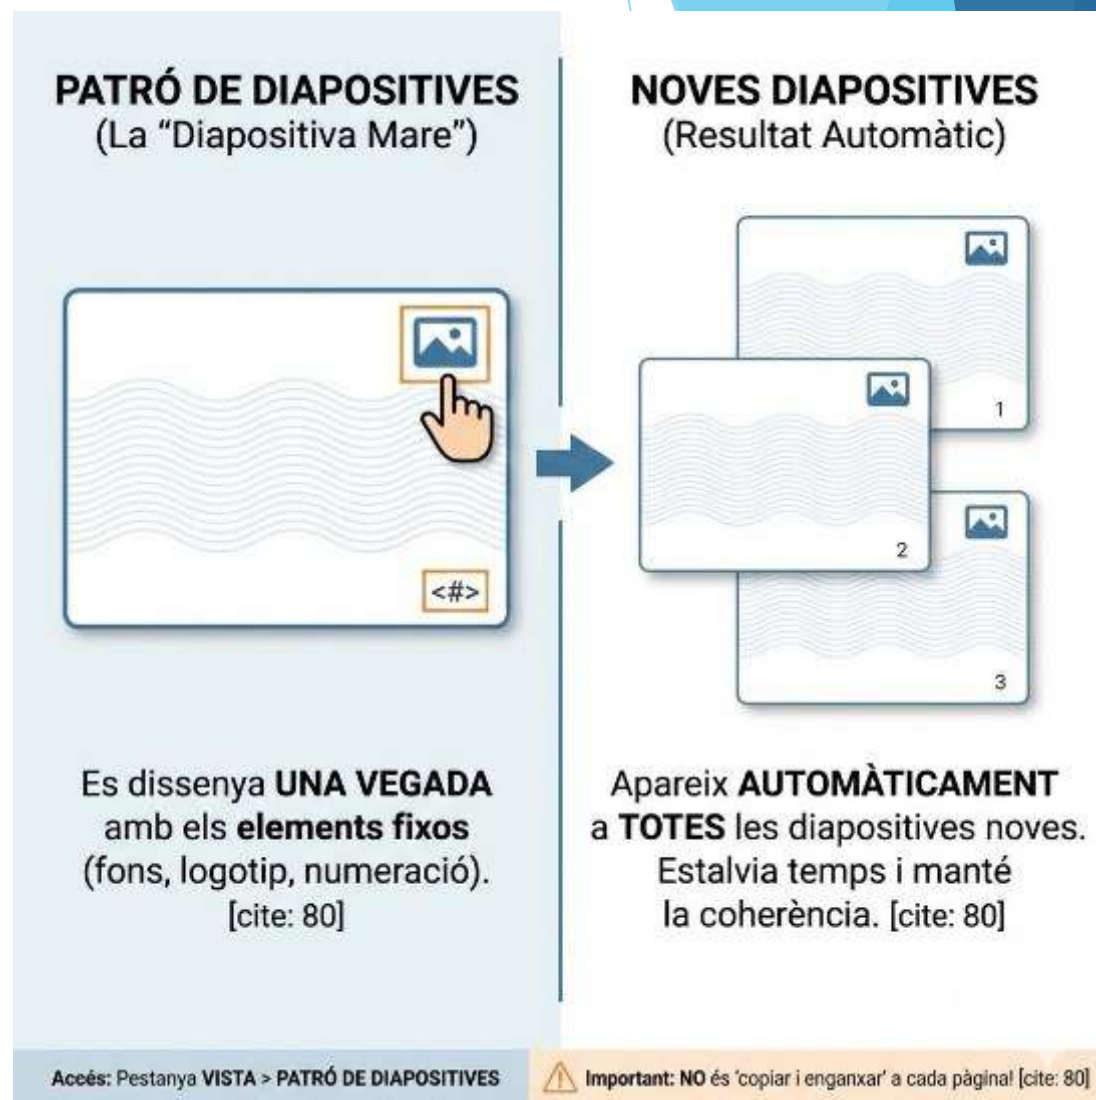 PATRÓ DE DIAPOSITIVES
(La “Diapositiva Mare”)
<#>
Es dissenya UNA VEGADA
amb els elements fixos
(fons, logotip, numeració).
[cite: 80]
NOVES DIAPOSITIVES
(Resultat Automàtic)
1
2
3
Apareix AUTOMÀTICAMENT
a TOTES les diapositives noves.
Estalvia temps i manté
la coherència. [cite: 80]
Accés: Pestanya VISTA > PATRÓ DE DIAPOSITIVES
Important: NO és ‘copiar i enganxar’ a cada pàgina! [cite: 80]